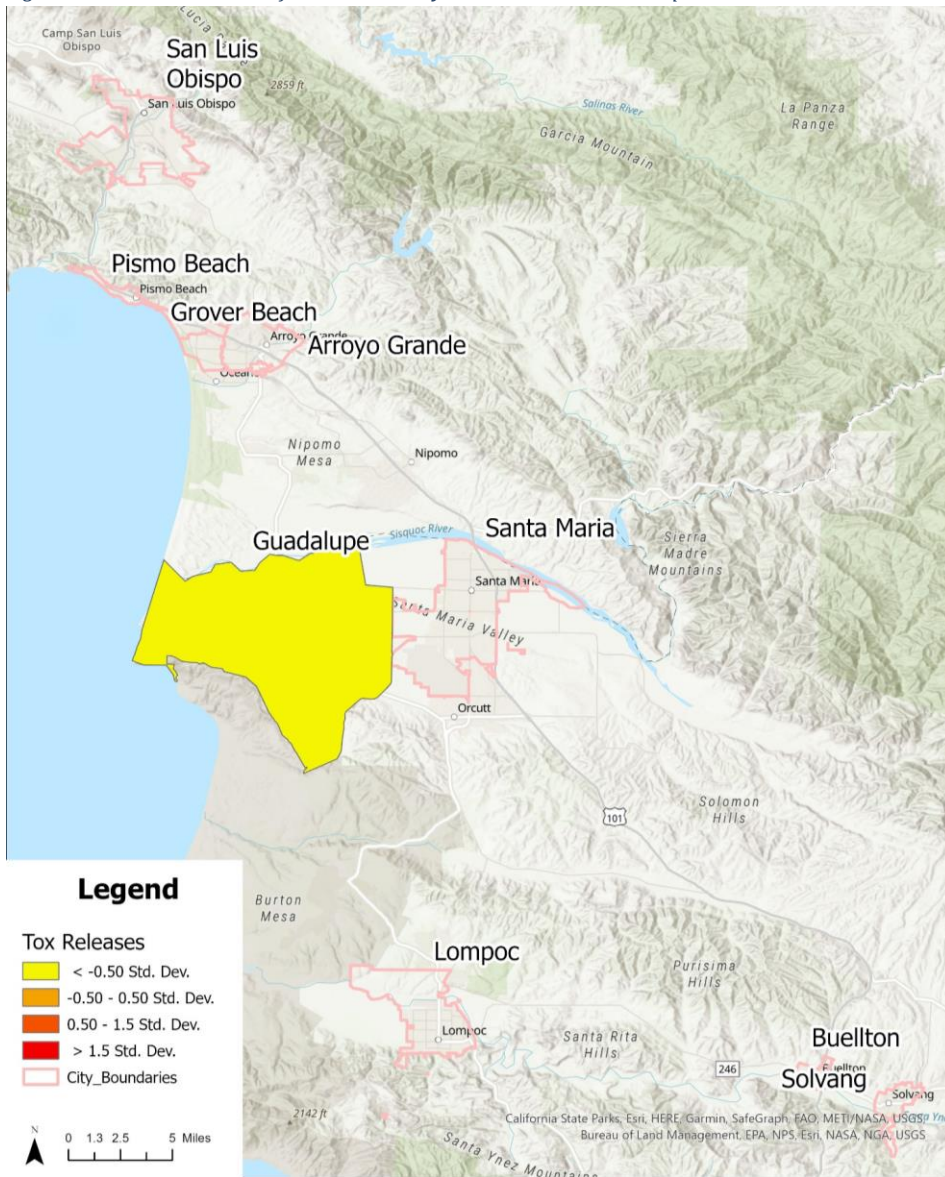 Camp San Luis
Obispo
San Luis
Obispo
2859 ft
San Luis Obispo
Salinas River
La Panza
Range
Garcia Mountain
Pismo Beach
Pismo Beach
Grover Beach
Arroyo Grande
Arroyo Grande
Nipomo
Mesa
Nipomo
Guadalupe
Sisquoc River
Santa Maria
Sierra
Madre
Mountains
Santa Maria
Santa Maria Valley
Orcutt
Solomon
Hills
101
Legend
Tox Releases
< -0.50 Std. Dev.
-0.50 - 0.50 Std. Dev.
0.50 - 1.5 Std. Dev.
> 1.5 Std. Dev.
City_Boundaries
N
0 1.3 2.5 5 Miles
Burton
Mesa
Lompoc
Purisima
Hills
Lompoc
Santa Rita
Hills
246
Buellton
Buellton
Solvang
Solvang
2142 ft
Santa Ynez Mountains
California State Parks, Esri, HERE, Garmin, SafeGraph, FAO, METI/NASA, USGS,
Bureau of Land Management, EPA, NPS, Esri, NASA, NGA, USGS